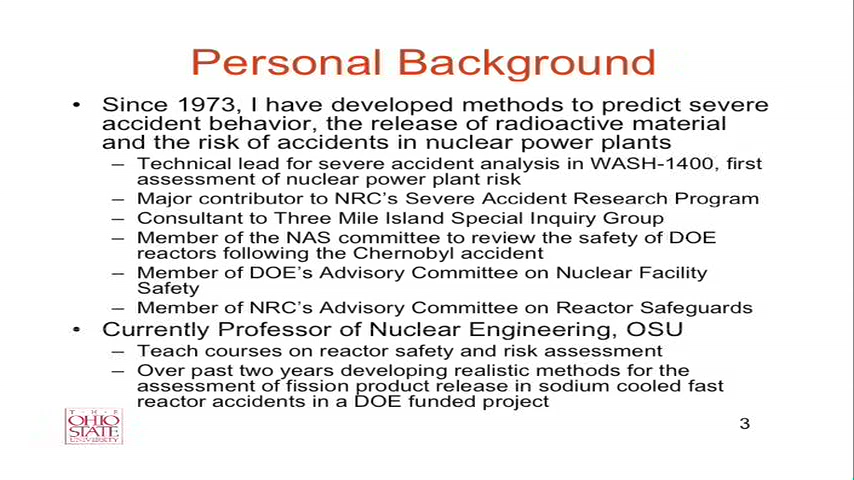 Personal Background
• Since 1973, I have developed methods to predict severe
accident behavior, the release of radioactive material
and the risk of accidents in nuclear power plants
– Technical lead for severe accident analysis in WASH-1400, first
assessment of nuclear power plant risk
– Major contributor to NRC's Severe Accident Research Program
– Consultant to Three Mile Island Special Inquiry Group
– Member of the NAS committee to review the safety of DOE
reactors following the Chernobyl accident
– Member of DOE's Advisory Committee on Nuclear Facility
Safety
– Member of NRC's Advisory Committee on Reactor Safeguards
• Currently Professor of Nuclear Engineering, OSU
– Teach courses on reactor safety and risk assessment
– Over past two years developing realistic methods for the
assessment of fission product release in sodium cooled fast
reactor accidents in a DOE funded project
T · H · E
OHIO
STATE
UNIVERSITY
3